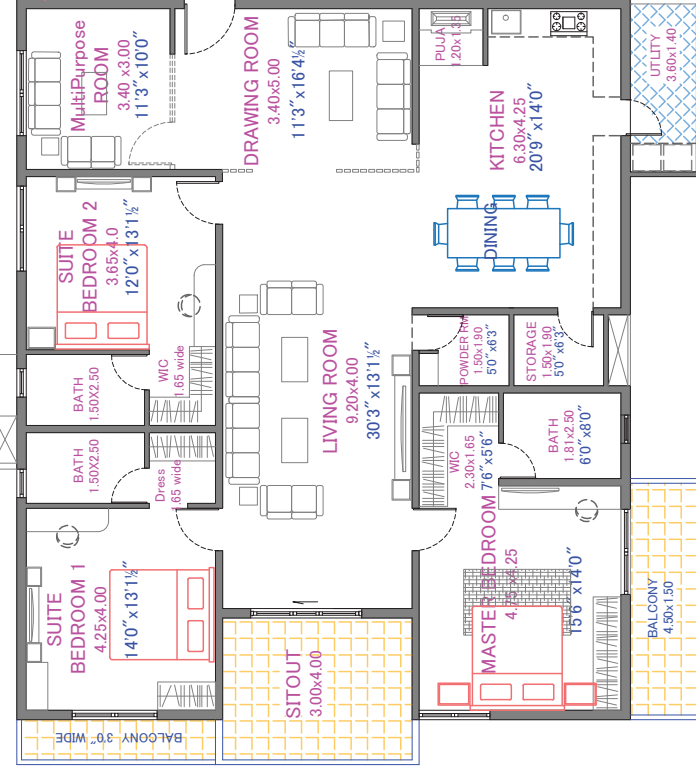 MultiPurpose
ROOM
3.40 x3.00
11'3" x10'0"
DRAWING ROOM
3.40x5.00
11'3"x16'4½"
PUJA
1.20x1.35
KITCHEN
6.30x4.25
20'9" x14'0"
UTILITY
3.60x1.40
SUITE
BEDROOM 2
3.65x4.0
12'0"x13'1½"
DINING
BATH
1.50X2.50
WIC
1.65 wide
LIVING ROOM
9.20x4.00
30'3"x13'1½"
POWDER RM
1.50x1.90
5'0"x6'3"
STORAGE
1.50x1.90
5'0"x6'3"
BATH
1.50X2.50
Dress
1.65 wide
WIC
2.30x1.65
7'6"x5'6"
BATH
1.81x2.50
6'0"x8'0"
SUITE
BEDROOM 1
4.25x4.00
14'0"x13'1½"
MASTER BEDROOM
4.75 x4.25
15'6"x14'0"
BALCONY
4.50x1.50
SITOUT
3.00x4.00
BALCONY 3'0" WIDE